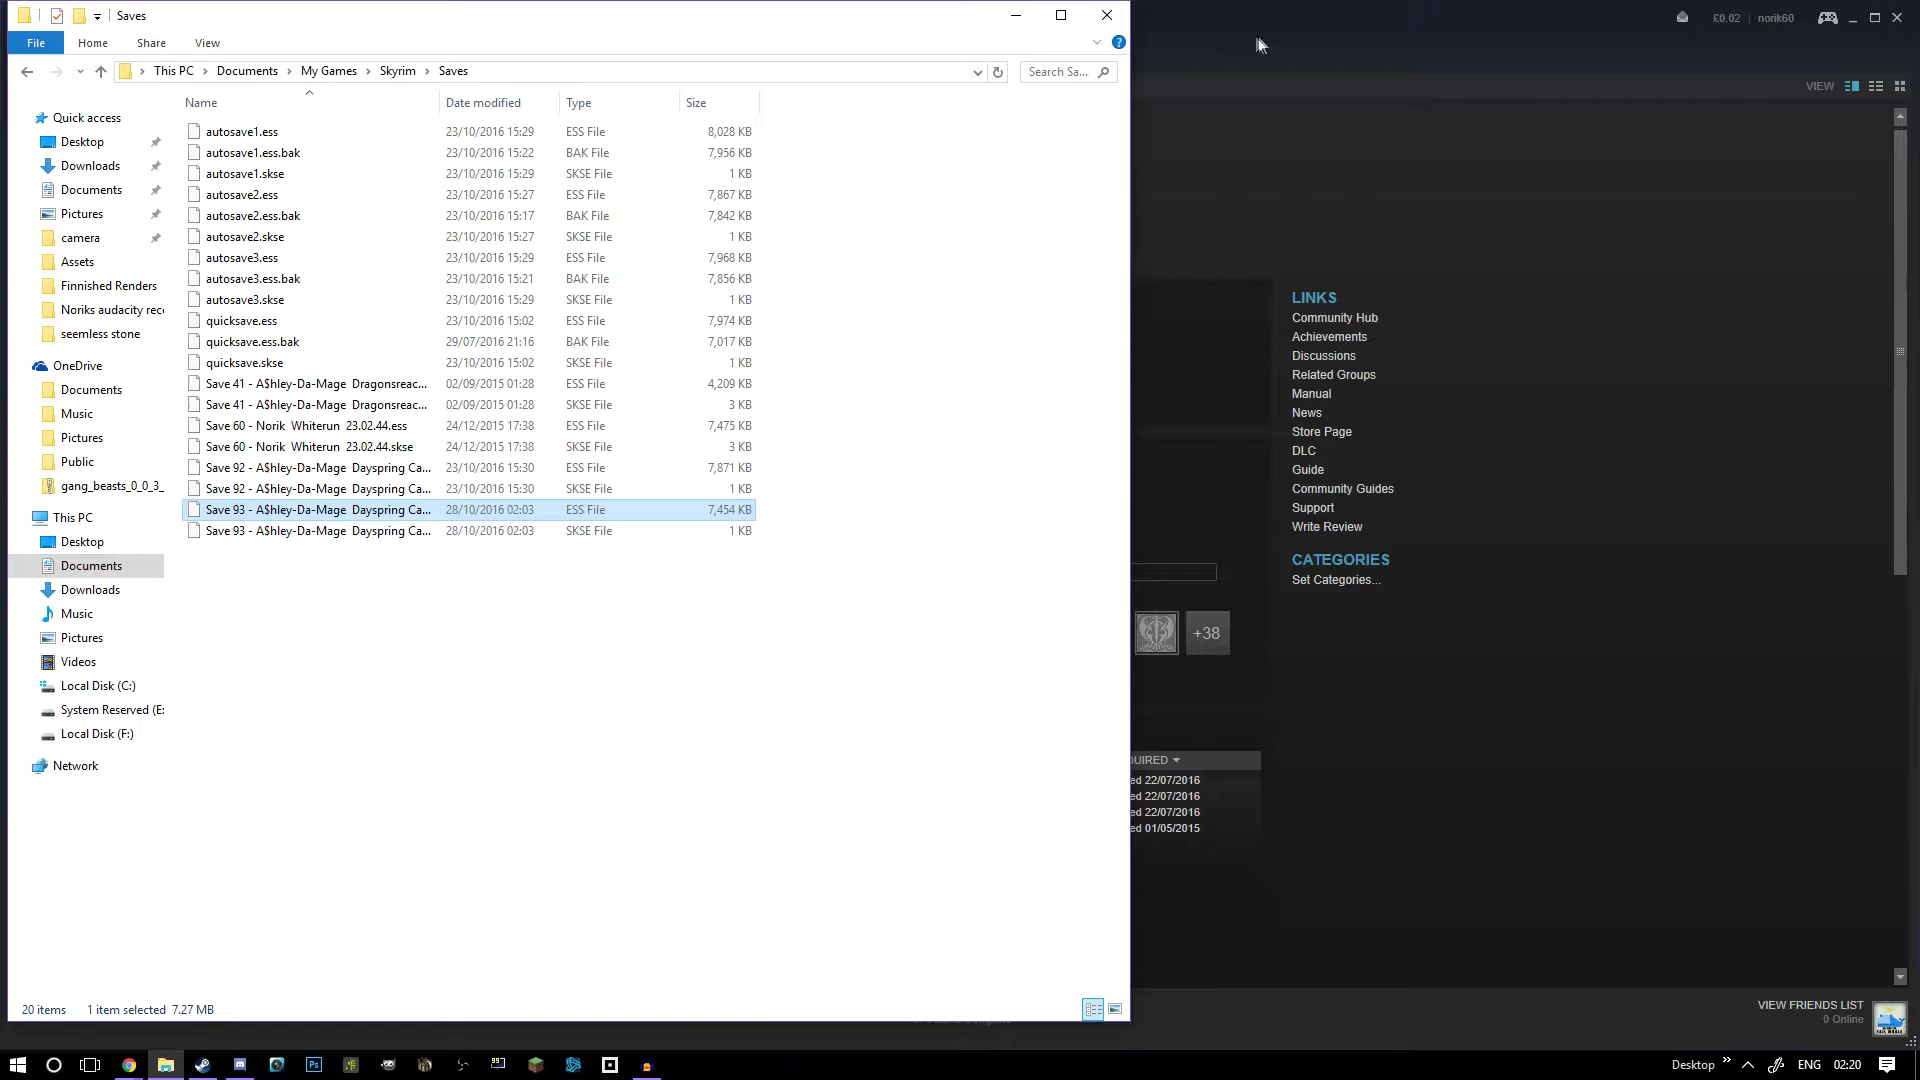 Saves
£0.02 norik60
File Home Share View
This PC Documents My Games Skyrim Saves
Search Sa...
VIEW
Name Date modified Type Size
Quick access
Desktop
Downloads
Documents
Pictures
camera
Assets
Finnished Renders
Noriks audacity rec
seemless stone
OneDrive
Documents
Music
Pictures
Public
gang_beasts_0_0_3_
This PC
Desktop
Documents
Downloads
Music
Pictures
Videos
Local Disk (C:)
System Reserved (E:
Local Disk (F:)
Network
autosave1.ess 23/10/2016 15:29 ESS File 8,028 KB
autosave1.ess.bak 23/10/2016 15:22 BAK File 7,956 KB
autosave1.skse 23/10/2016 15:29 SKSE File 1 KB
autosave2.ess 23/10/2016 15:27 ESS File 7,867 KB
autosave2.ess.bak 23/10/2016 15:17 BAK File 7,842 KB
autosave2.skse 23/10/2016 15:27 SKSE File 1 KB
autosave3.ess 23/10/2016 15:29 ESS File 7,968 KB
autosave3.ess.bak 23/10/2016 15:21 BAK File 7,856 KB
autosave3.skse 23/10/2016 15:29 SKSE File 1 KB
quicksave.ess 23/10/2016 15:02 ESS File 7,974 KB
quicksave.ess.bak 29/07/2016 21:16 BAK File 7,017 KB
quicksave.skse 23/10/2016 15:02 SKSE File 1 KB
Save 41 - A$hley-Da-Mage Dragonsreac... 02/09/2015 01:28 ESS File 4,209 KB
Save 41 - A$hley-Da-Mage Dragonsreac... 02/09/2015 01:28 SKSE File 3 KB
Save 60 - Norik Whiterun 23.02.44.ess 24/12/2015 17:38 ESS File 7,475 KB
Save 60 - Norik Whiterun 23.02.44.skse 24/12/2015 17:38 SKSE File 3 KB
Save 92 - A$hley-Da-Mage Dayspring Ca... 23/10/2016 15:30 ESS File 7,871 KB
Save 92 - A$hley-Da-Mage Dayspring Ca... 23/10/2016 15:30 SKSE File 1 KB
Save 93 - A$hley-Da-Mage Dayspring Ca... 28/10/2016 02:03 ESS File 7,454 KB
Save 93 - A$hley-Da-Mage Dayspring Ca... 28/10/2016 02:03 SKSE File 1 KB
LINKS
Community Hub
Achievements
Discussions
Related Groups
Manual
News
Store Page
DLC
Guide
Community Guides
Support
Write Review
CATEGORIES
Set Categories...
+38
QUIRED
ed 22/07/2016
ed 22/07/2016
ed 22/07/2016
ed 01/05/2015
20 items 1 item selected 7.27 MB
VIEW FRIENDS LIST
0 Online
Ps
99
Desktop ENG 02:20